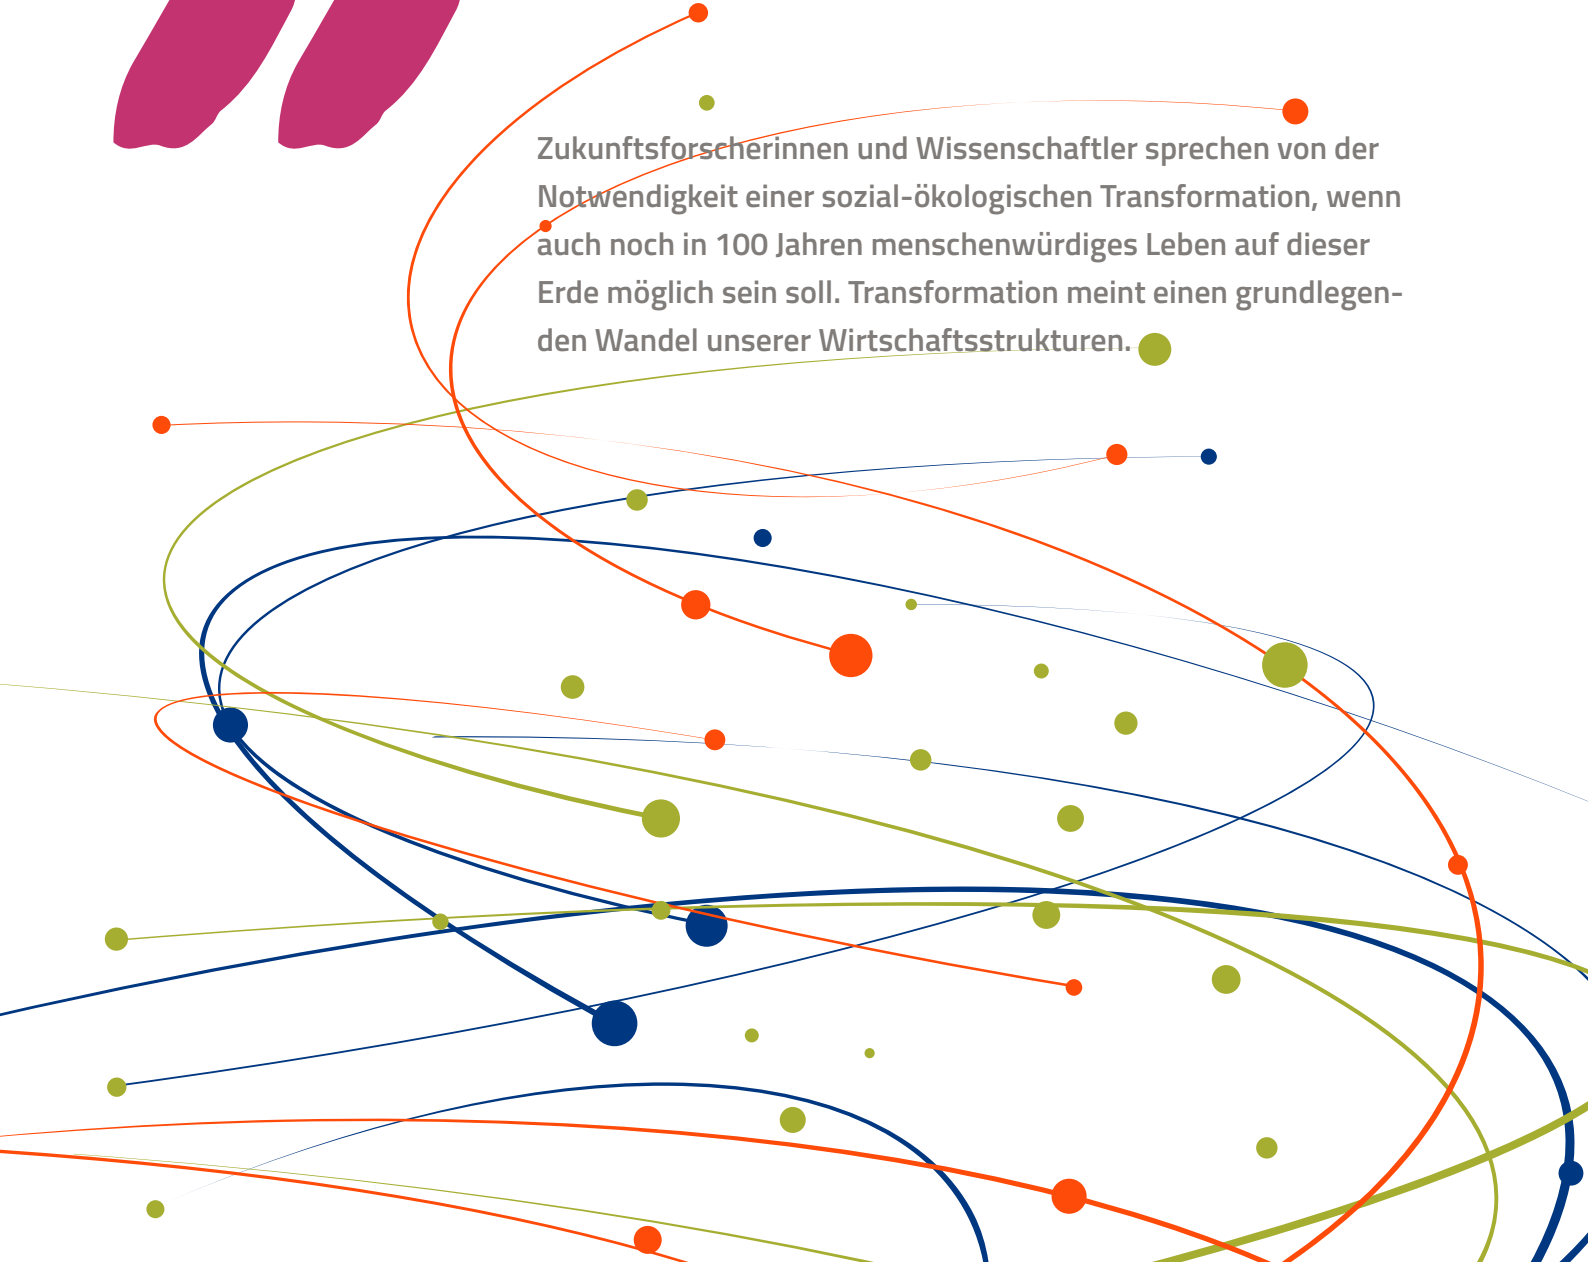 Zukunftsforscherinnen und Wissenschaftler sprechen von der
Notwendigkeit einer sozial-ökologischen Transformation, wenn
auch noch in 100 Jahren menschenwürdiges Leben auf dieser
Erde möglich sein soll. Transformation meint einen grundlegen-
den Wandel unserer Wirtschaftsstrukturen.